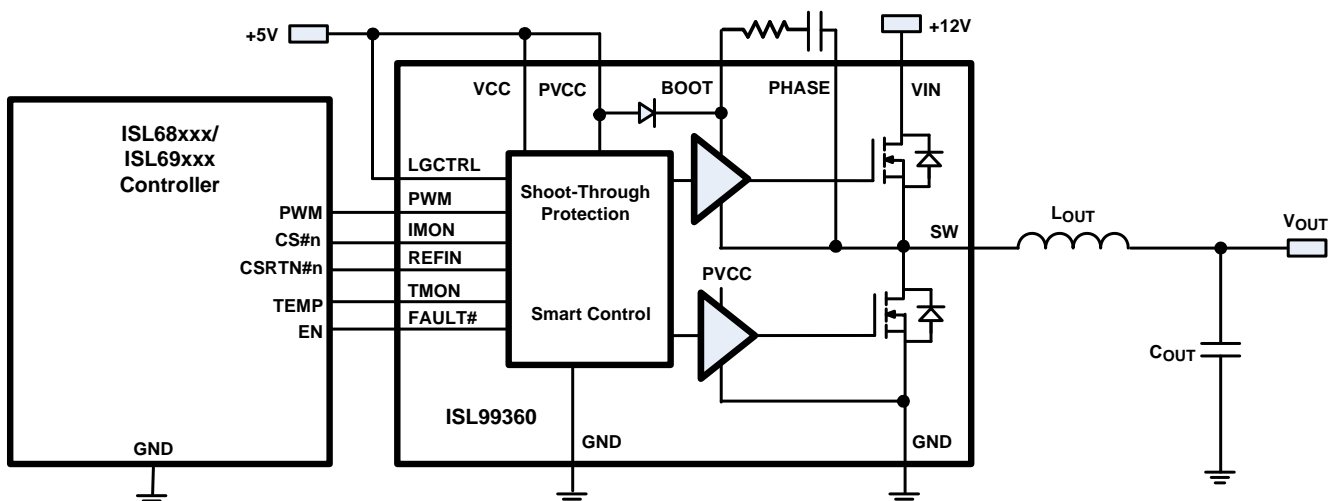 +5V
+12V
VCC
PVCC
BOOT
PHASE
VIN
ISL68xxx/
ISL69xxx
Controller
PWM
CS#n
CSRTN#n
TEMP
EN
GND
LGCTRL
PWM
IMON
REFIN
TMON
FAULT#
Shoot-Through
Protection
Smart Control
PVCC
SW
LOUT
VOUT
COUT
ISL99360
GND
GND